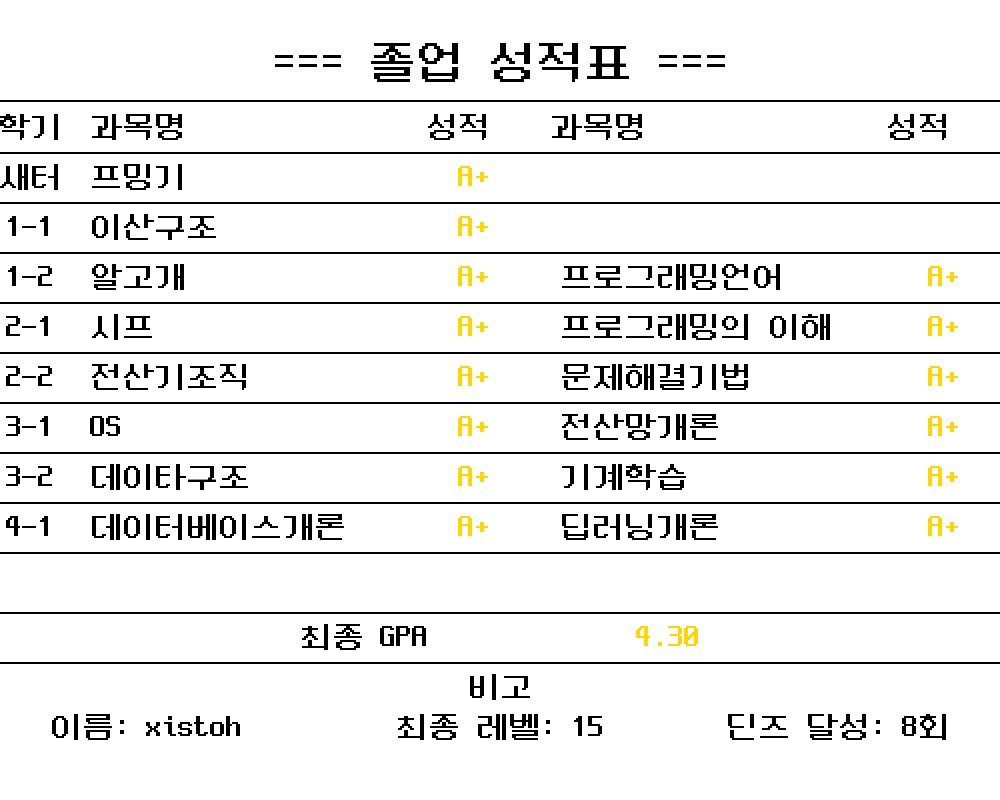 === 졸업 성적표 ===
학기 과목명 성적 과목명 성적
새터 프밍기 A+
1-1 이산구조 A+
1-2 알고개 A+ 프로그래밍언어 A+
2-1 시프 A+ 프로그래밍의 이해 A+
2-2 전산기조직 A+ 문제해결기법 A+
3-1 OS A+ 전산망개론 A+
3-2 데이타구조 A+ 기계학습 A+
4-1 데이터베이스개론 A+ 딥러닝개론 A+
최종 GPA 4.30
비고
이름: xistoh 최종 레벨: 15 딘즈 달성: 8회